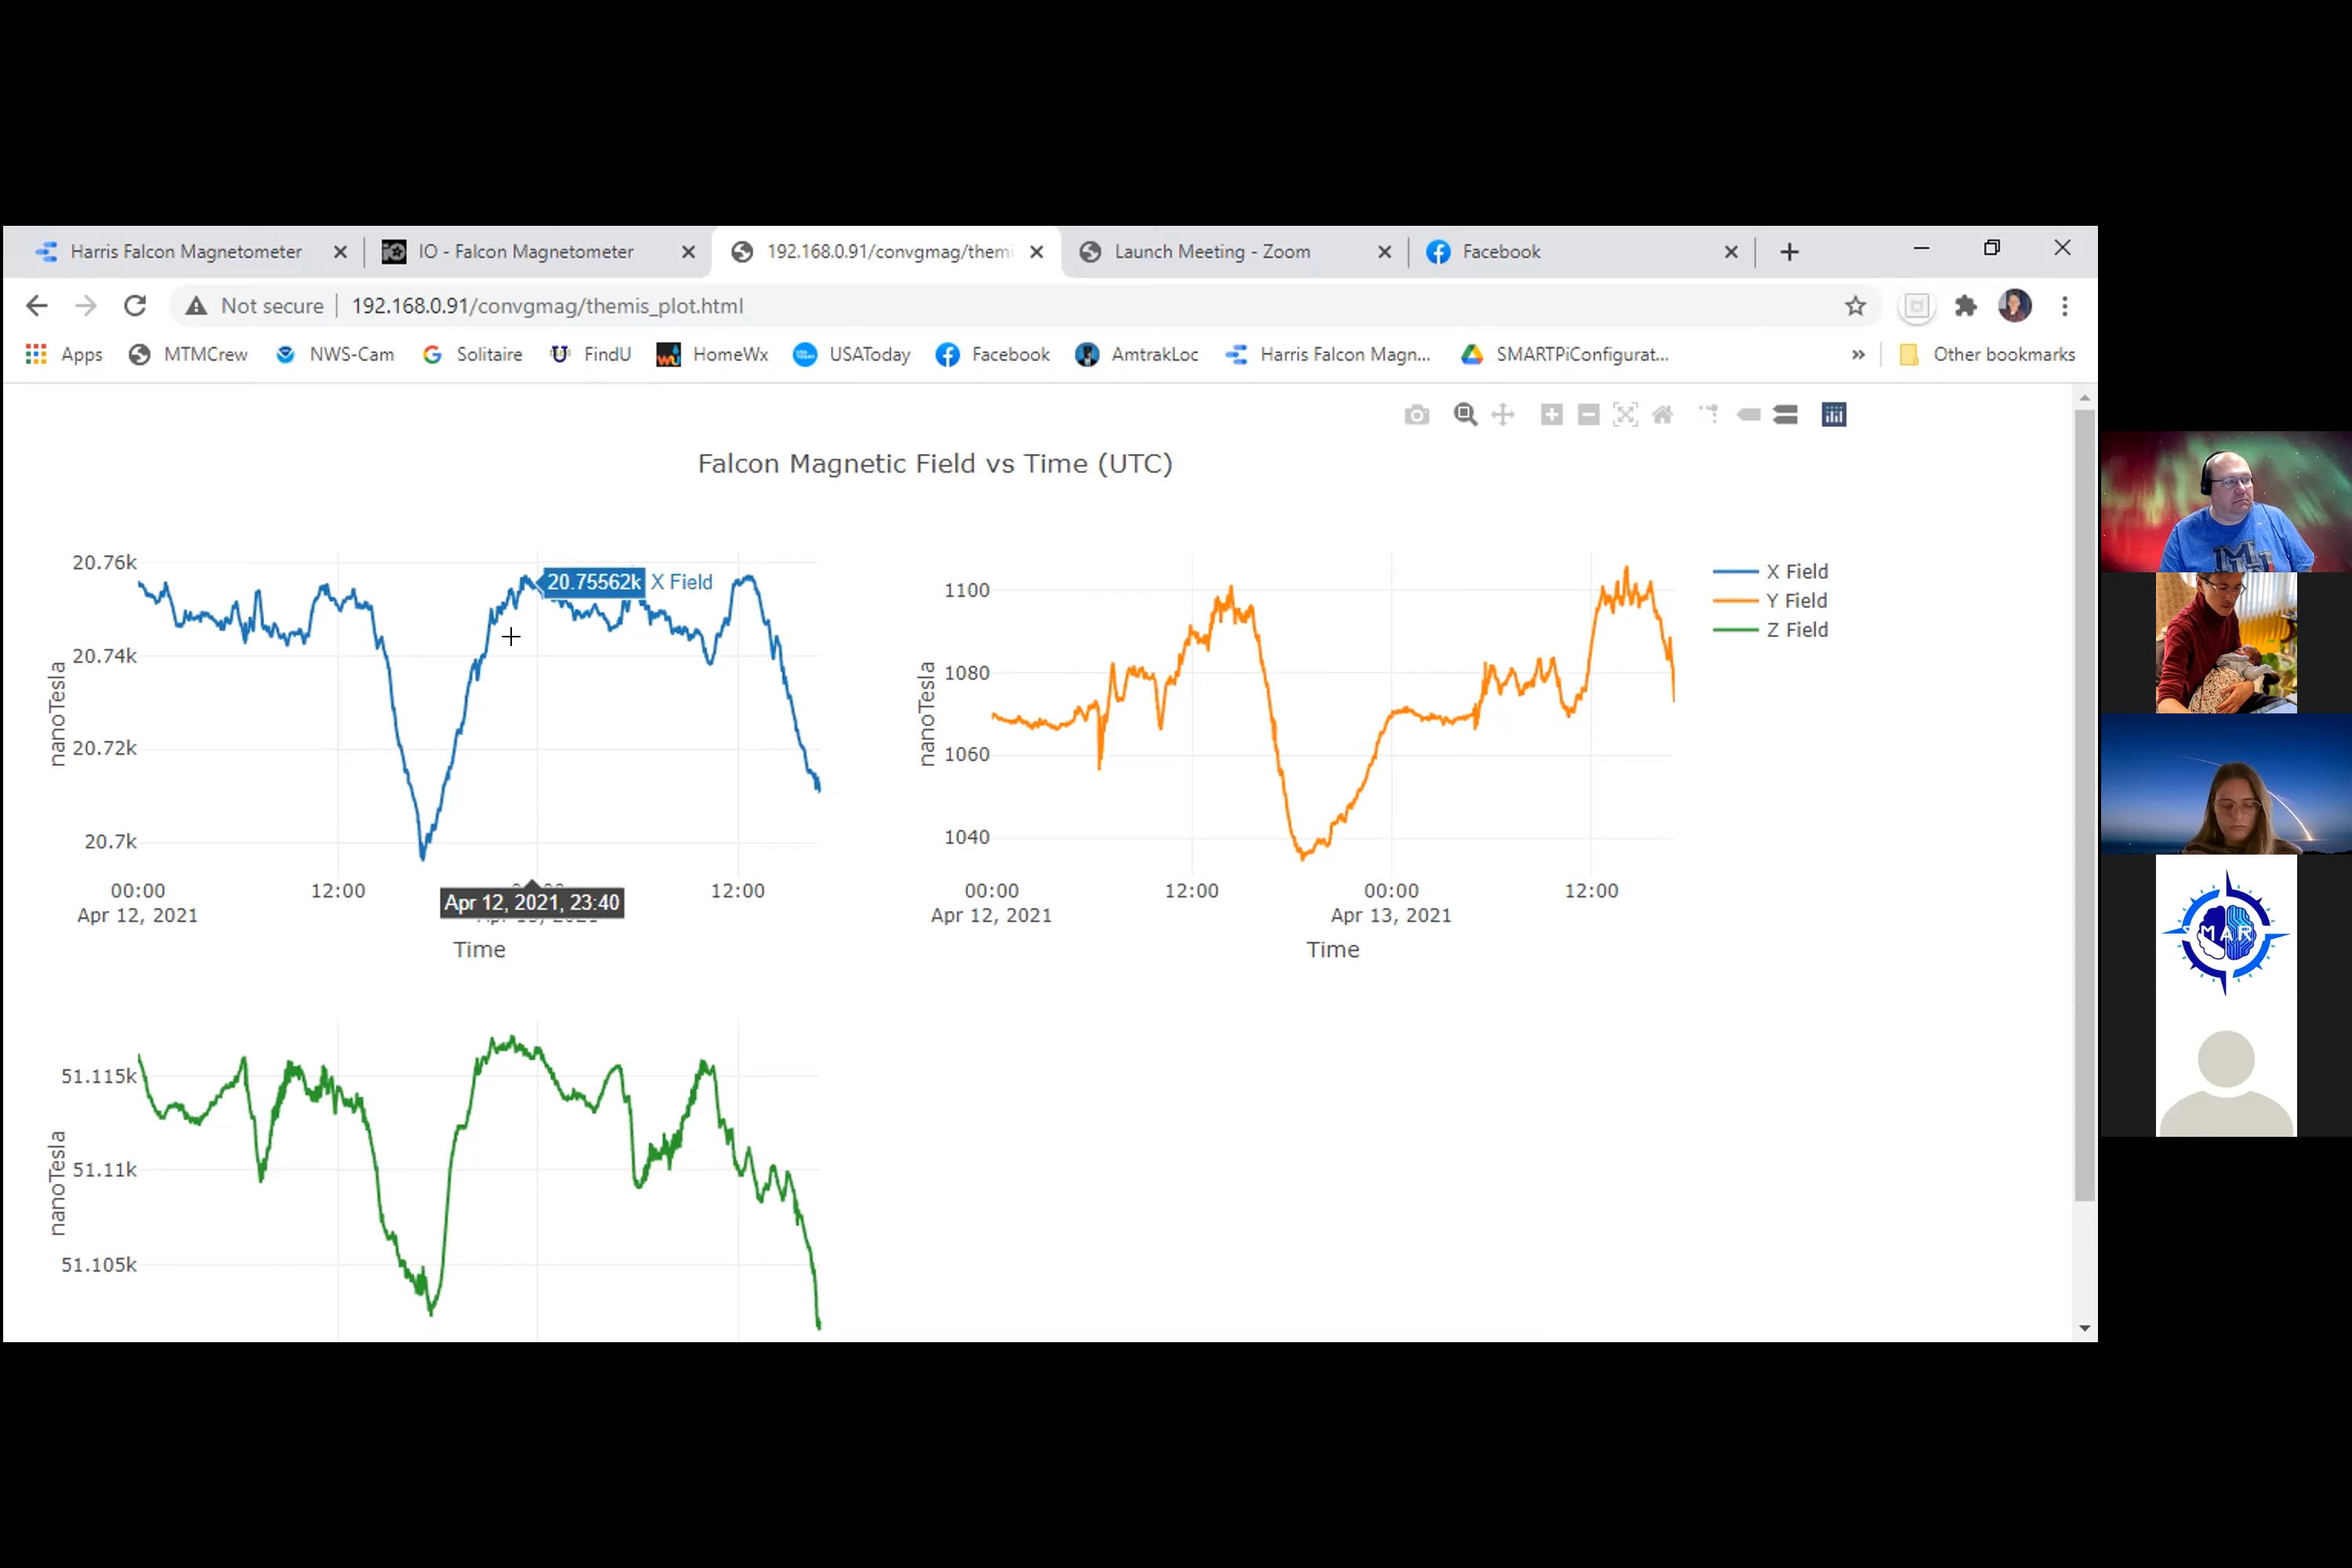 Harris Falcon Magnetometer
IO - Falcon Magnetometer
192.168.0.91/convgmag/themi
Launch Meeting - Zoom
Facebook
Not secure
192.168.0.91/convgmag/themis_plot.html
Apps
MTMCrew
NWS-Cam
Solitaire
FindU
HomeWx
USAToday
Facebook
AmtrakLoc
Harris Falcon Magn...
SMARTPiConfigurat...
»
Other bookmarks
Falcon Magnetic Field vs Time (UTC)
20.76k
20.74k
20.72k
20.7k
nanoTesla
20.75562k X Field
00:00
Apr 12, 2021
12:00
Apr 12, 2021, 23:40
12:00
Time
1100
1080
1060
1040
nanoTesla
00:00
Apr 12, 2021
12:00
00:00
Apr 13, 2021
12:00
Time
X Field
Y Field
Z Field
51.115k
51.11k
51.105k
nanoTesla
MAR